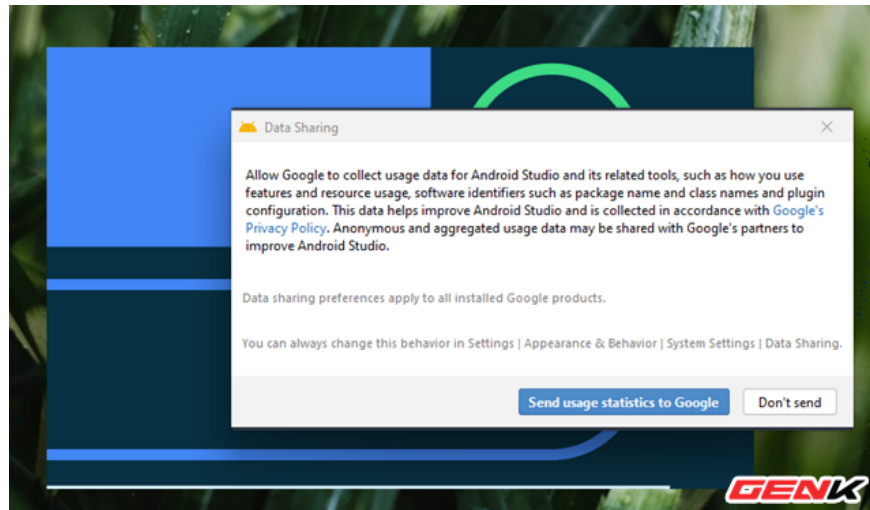 Data Sharing
Allow Google to collect usage data for Android Studio and its related tools, such as how you use
features and resource usage, software identifiers such as package name and class names and plugin
configuration. This data helps improve Android Studio and is collected in accordance with Google's
Privacy Policy. Anonymous and aggregated usage data may be shared with Google's partners to
improve Android Studio.
Data sharing preferences apply to all installed Google products.
You can always change this behavior in Settings | Appearance & Behavior | System Settings | Data Sharing.
Send usage statistics to Google
Don't send
GENK